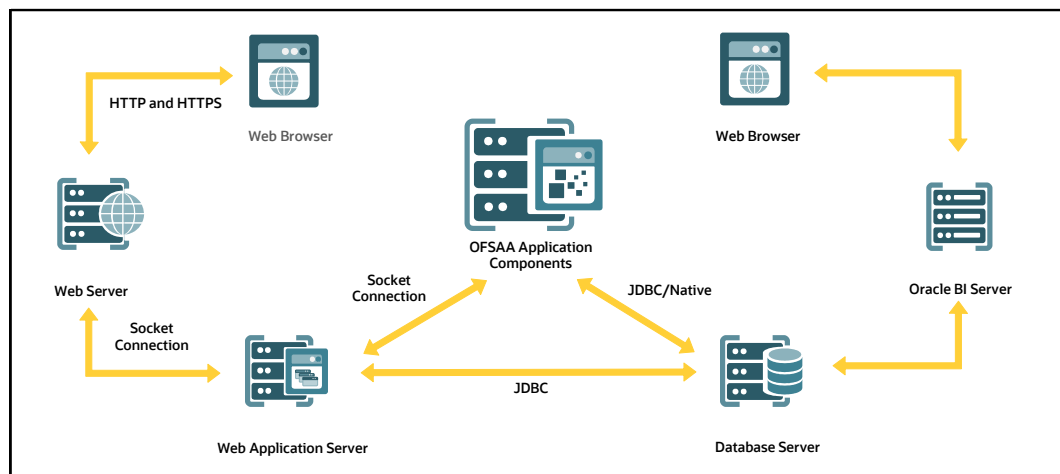 HTTP and HTTPS
Web Browser
Web Browser
OFSAA Application
Components
Web Server
Socket
Connection
JDBC/Native
Oracle BI Server
Socket
Connection
JDBC
Web Application Server
Database Server